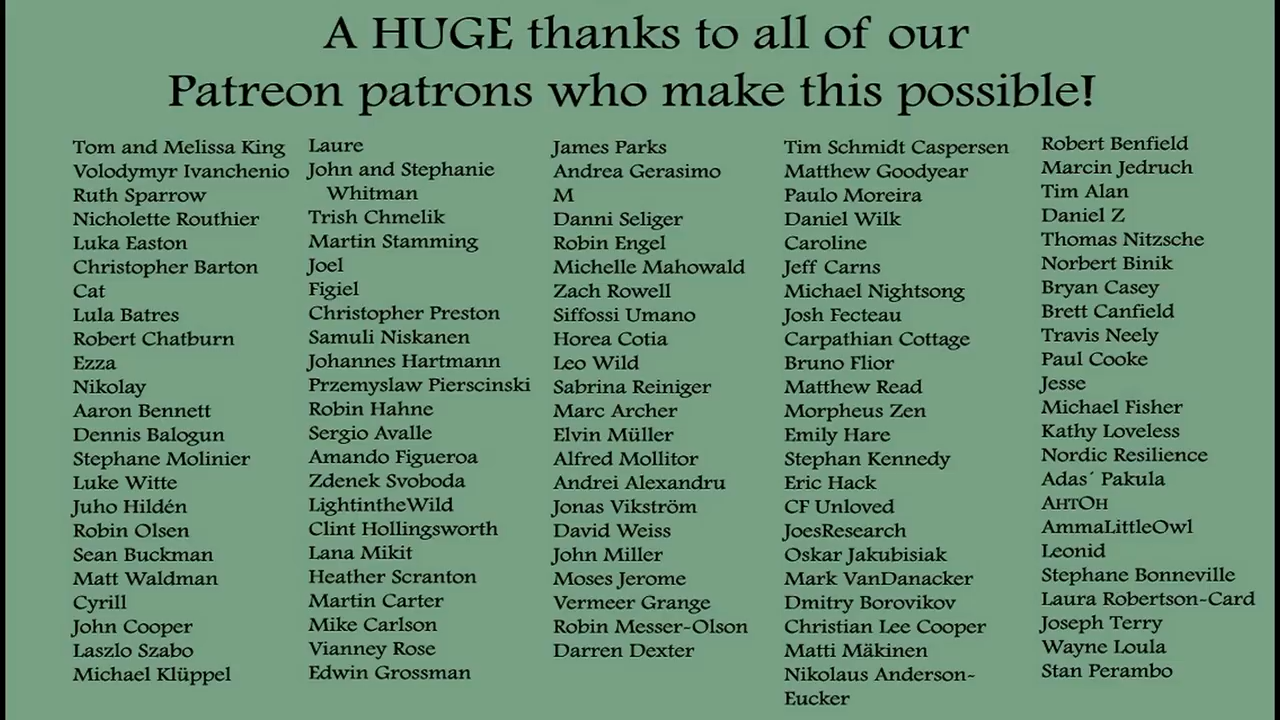 A HUGE thanks to all of our
Patreon patrons who make this possible!
Tom and Melissa King
Volodymyr Ivanchenio
Ruth Sparrow
Nicholette Routhier
Luka Easton
Christopher Barton
Cat
Lula Batres
Robert Chatburn
Ezza
Nikolay
Aaron Bennett
Dennis Balogun
Stephane Molinier
Luke Witte
Juho Hildén
Robin Olsen
Sean Buckman
Matt Waldman
Cyrill
John Cooper
Laszlo Szabo
Michael Klüppel
Laure
John and Stephanie
Whitman
Trish Chmelik
Martin Stamming
Joel
Figiel
Christopher Preston
Samuli Niskanen
Johannes Hartmann
Przemyslaw Pierscinski
Robin Hahne
Sergio Avalle
Amando Figueroa
Zdenek Svoboda
LightintheWild
Clint Hollingsworth
Lana Mikit
Heather Scranton
Martin Carter
Mike Carlson
Vianney Rose
Edwin Grossman
James Parks
Andrea Gerasimo
M
Danni Seliger
Robin Engel
Michelle Mahowald
Zach Rowell
Siffossi Umano
Horea Cotia
Leo Wild
Sabrina Reiniger
Marc Archer
Elvin Müller
Alfred Mollitor
Andrei Alexandru
Jonas Vikström
David Weiss
John Miller
Moses Jerome
Vermeer Grange
Robin Messer-Olson
Darren Dexter
Tim Schmidt Caspersen
Matthew Goodyear
Paulo Moreira
Daniel Wilk
Caroline
Jeff Carns
Michael Nightsong
Josh Fecteau
Carpathian Cottage
Bruno Flior
Matthew Read
Morpheus Zen
Emily Hare
Stephan Kennedy
Eric Hack
CF Unloved
JoesResearch
Oskar Jakubisiak
Mark VanDanacker
Dmitry Borovikov
Christian Lee Cooper
Matti Mäkinen
Nikolaus Anderson-
Eucker
Robert Benfield
Marcin Jedruch
Tim Alan
Daniel Z
Thomas Nitzsche
Norbert Binik
Bryan Casey
Brett Canfield
Travis Neely
Paul Cooke
Jesse
Michael Fisher
Kathy Loveless
Nordic Resilience
Adas´ Pakula
Антон
AmmaLittleOwl
Leonid
Stephane Bonneville
Laura Robertson-Card
Joseph Terry
Wayne Loula
Stan Perambo